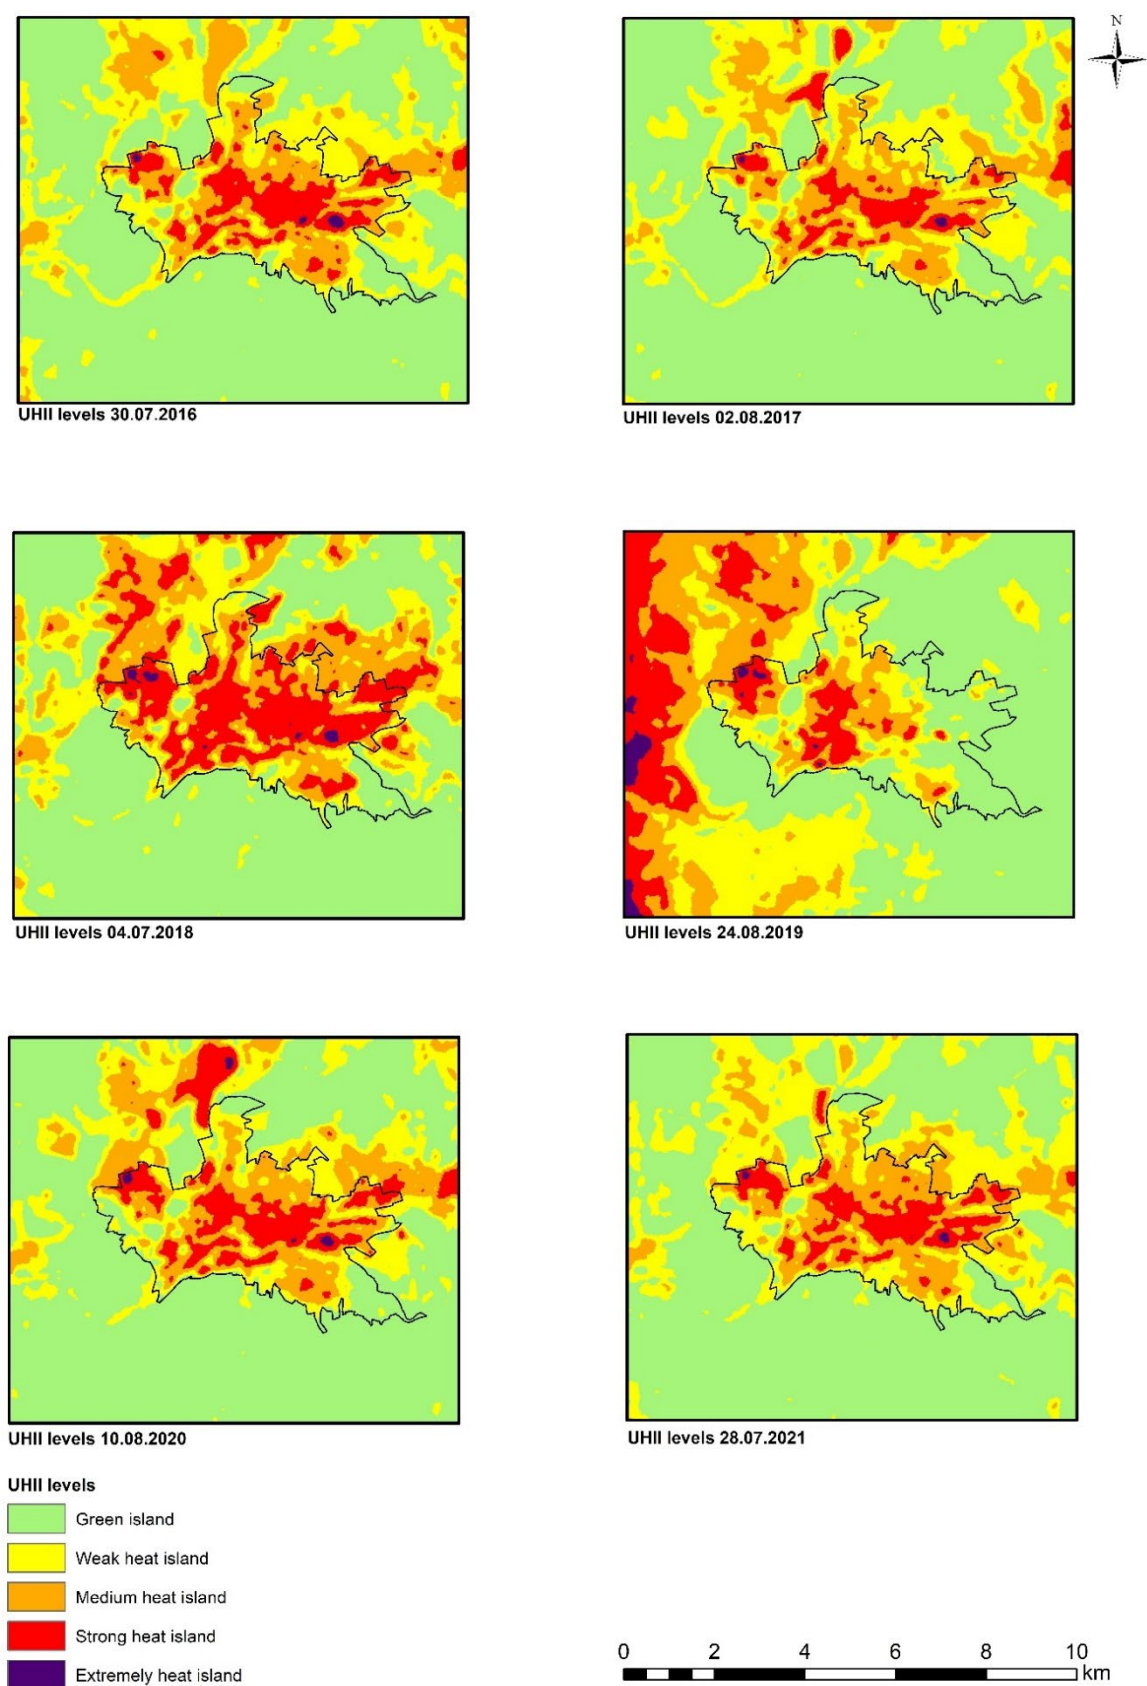 N
UHII levels 30.07.2016
UHII levels 02.08.2017
UHII levels 04.07.2018
UHII levels 24.08.2019
UHII levels 10.08.2020
UHII levels 28.07.2021
UHII levels
Green island
Weak heat island
Medium heat island
Strong heat island
Extremely heat island
0 2 4 6 8 10
km